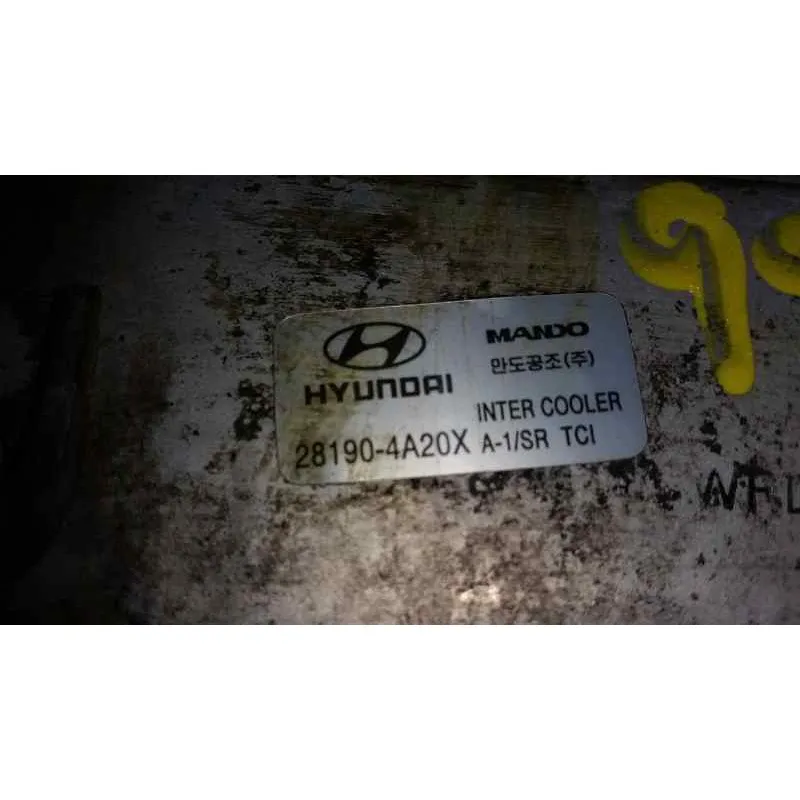 HYUNDAI
MANDO
만도공조(주)
INTER COOLER
28190-4A20X A-1/SR TCI